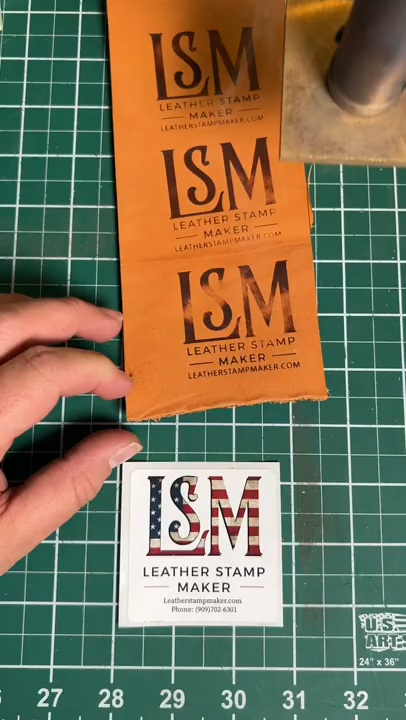 LSM
LEATHER STAMP
MAKER
LEATHERSTAMPMAKER.COM
LSM
LEATHER STAMP
MAKER
LEATHERSTAMPMAKER.COM
LSM
LEATHER STAMP
MAKER
LEATHERSTAMPMAKER.COM
LSM
LEATHER STAMP
MAKER
Leatherstampmaker.com
Phone: (909)702-6301
U.S.
ART
24" x 36"
27 28 29 30 31 32